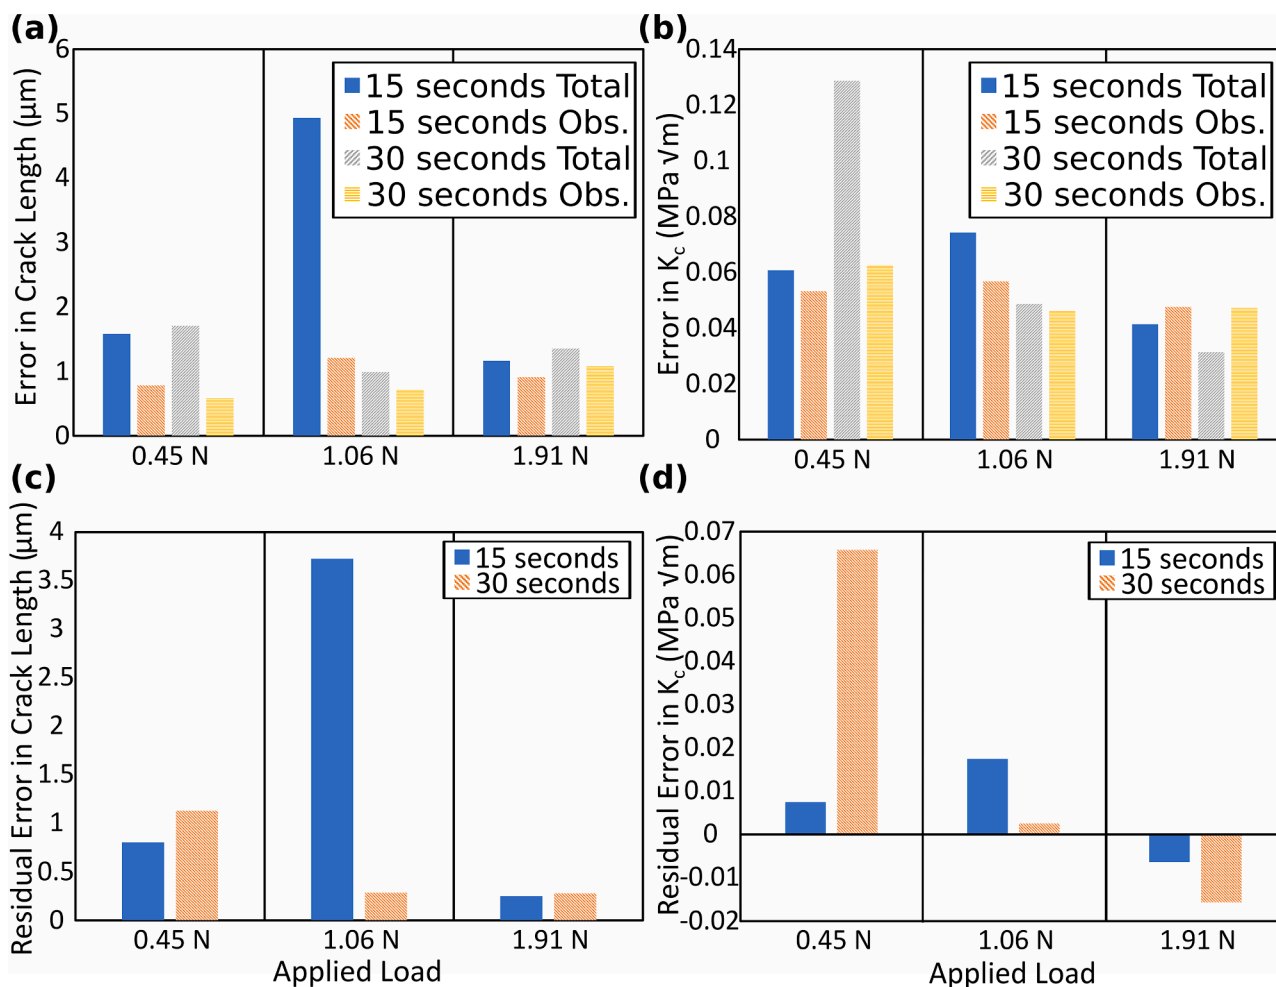 (a)
Error in Crack Length (µm)
6
5
4
3
2
1
0
15 seconds Total
15 seconds Obs.
30 seconds Total
30 seconds Obs.
0.45 N
1.06 N
1.91 N
(b)
Error in Kc (MPa √m)
0.14
0.12
0.1
0.08
0.06
0.04
0.02
0
15 seconds Total
15 seconds Obs.
30 seconds Total
30 seconds Obs.
0.45 N
1.06 N
1.91 N
(c)
Residual Error in Crack Length (µm)
4
3.5
3
2.5
2
1.5
1
0.5
0
15 seconds
30 seconds
0.45 N
1.06 N
1.91 N
Applied Load
(d)
Residual Error in Kc (MPa √m)
0.07
0.06
0.05
0.04
0.03
0.02
0.01
0
-0.01
-0.02
15 seconds
30 seconds
0.45 N
1.06 N
1.91 N
Applied Load